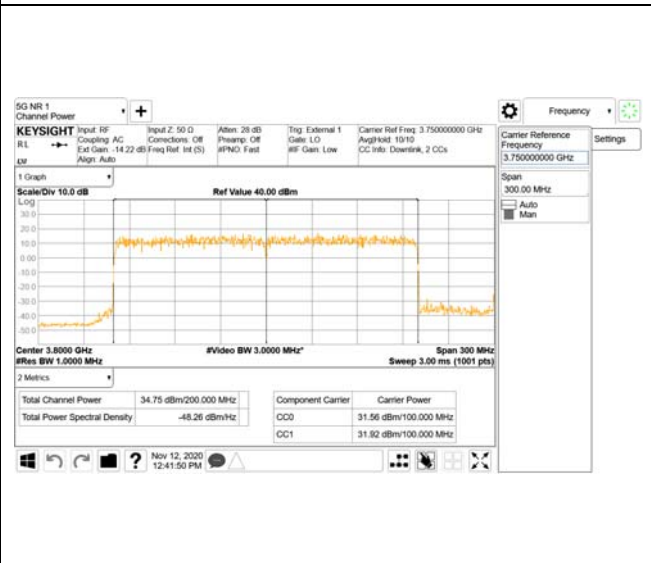 5G NR 1
Channel Power
+
Frequency
KEYSIGHT
RL
Input: RF
Coupling: AC
Ext Gain: -14.22 dB
Align: Auto
Input Z: 50 Ω
Corrections: Off
Freq Ref: Int (S)
Atten: 28 dB
Preamp: Off
#PNO: Fast
Trig: External 1
Gate: LO
#IF Gain: Low
Carrier Ref Freq: 3.750000000 GHz
Avg|Hold: 10/10
CC Info: Downlink, 2 CCs
Carrier Reference
Frequency
3.750000000 GHz
Settings
Span
300.00 MHz
Auto
Man
1 Graph
Scale/Div 10.0 dB
Ref Value 40.00 dBm
Log
30.0
20.0
10.0
0.00
-10.0
-20.0
-30.0
-40.0
-50.0
Center 3.8000 GHz
#Video BW 3.0000 MHz*
Span 300 MHz
#Res BW 1.0000 MHz
Sweep 3.00 ms (1001 pts)
2 Metrics
Total Channel Power 34.75 dBm/200.000 MHz
Total Power Spectral Density -48.26 dBm/Hz
Component Carrier Carrier Power
CC0 31.56 dBm/100.000 MHz
CC1 31.92 dBm/100.000 MHz
?
Nov 12, 2020
12:41:50 PM